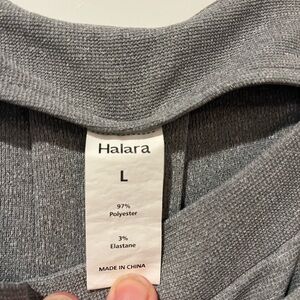 Halara
L
97%
Polyester
3%
Elastane
MADE IN CHINA